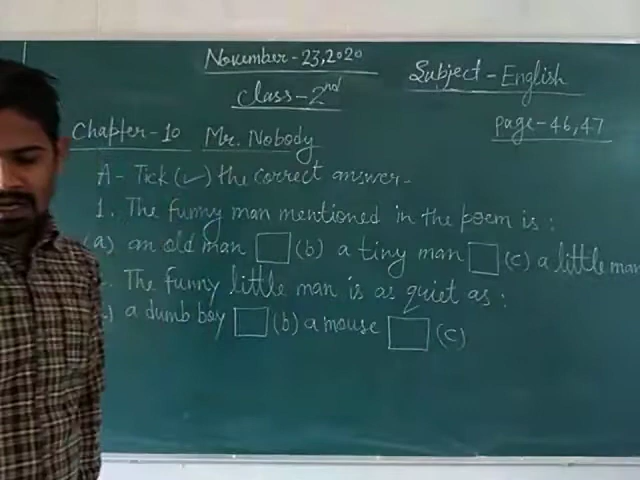 November-23,2020
Subject-English
Class-2nd
Page-46,47
Chapter-10 Mr. Nobody
A- Tick (✓) the correct answer-
1. The funny man mentioned in the poem is :
(a) an old man (b) a tiny man (c) a little man
. The funny little man is as quiet as :
) a dumb boy (b) a mouse (c)